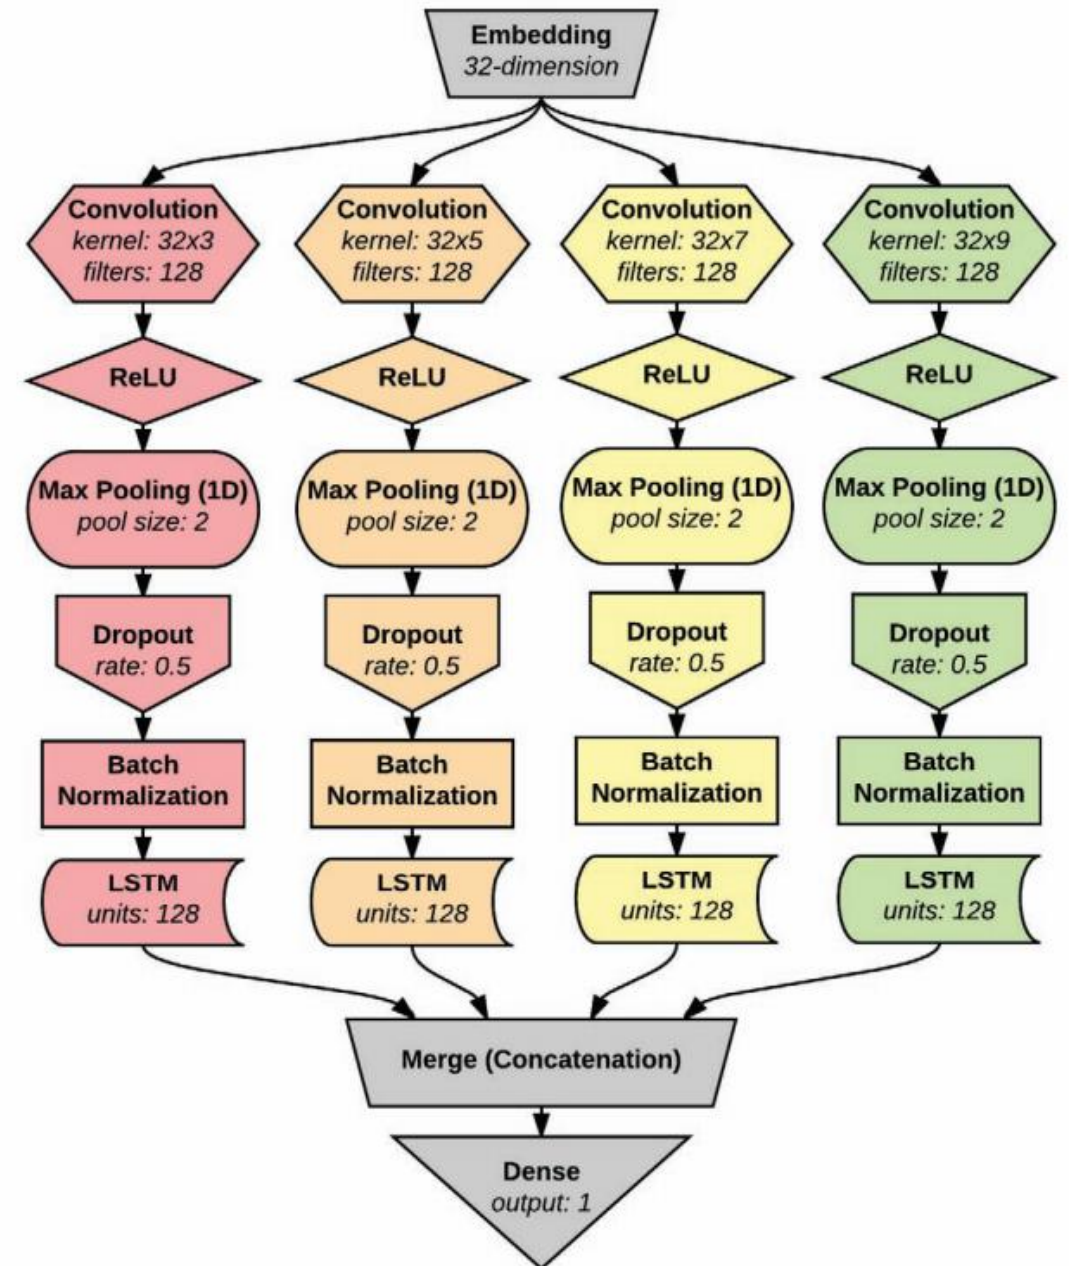 Embedding
32-dimension
Convolution
kernel: 32x3
filters: 128
Convolution
kernel: 32x5
filters: 128
Convolution
kernel: 32x7
filters: 128
Convolution
kernel: 32x9
filters: 128
ReLU
ReLU
ReLU
ReLU
Max Pooling (1D)
pool size: 2
Max Pooling (1D)
pool size: 2
Max Pooling (1D)
pool size: 2
Max Pooling (1D)
pool size: 2
Dropout
rate: 0.5
Dropout
rate: 0.5
Dropout
rate: 0.5
Dropout
rate: 0.5
Batch
Normalization
Batch
Normalization
Batch
Normalization
Batch
Normalization
LSTM
units: 128
LSTM
units: 128
LSTM
units: 128
LSTM
units: 128
Merge (Concatenation)
Dense
output: 1